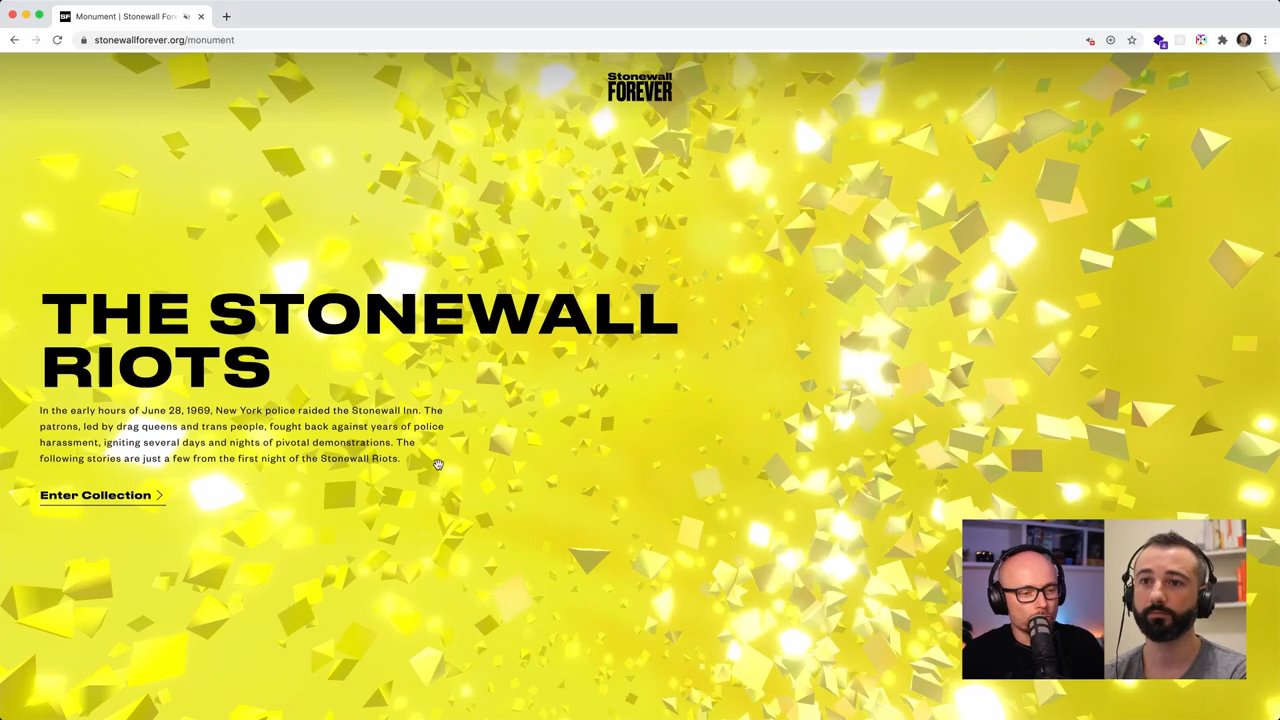 SF Monument | Stonewall Fore
stonewallforever.org/monument
4
Stonewall
FOREVER
THE STONEWALL
RIOTS
In the early hours of June 28, 1969, New York police raided the Stonewall Inn. The
patrons, led by drag queens and trans people, fought back against years of police
harassment, igniting several days and nights of pivotal demonstrations. The
following stories are just a few from the first night of the Stonewall Riots.
Enter Collection